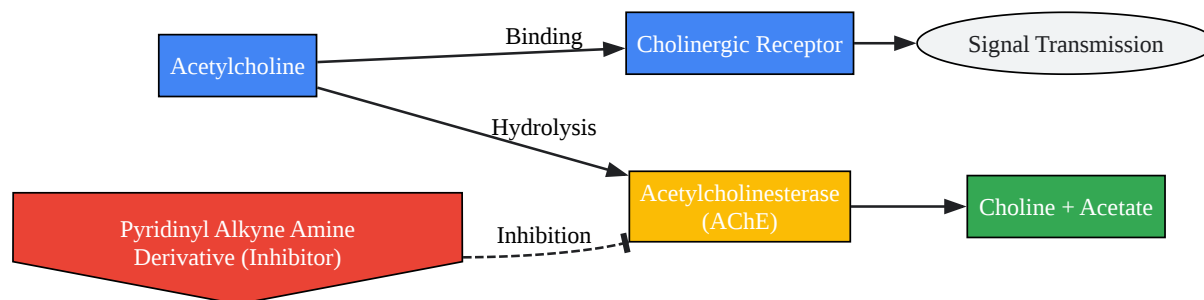 Acetylcholine
Binding
Cholinergic Receptor
Signal Transmission
Hydrolysis
Acetylcholinesterase
(AChE)
Choline + Acetate
Pyridinyl Alkyne Amine
Derivative (Inhibitor)
Inhibition